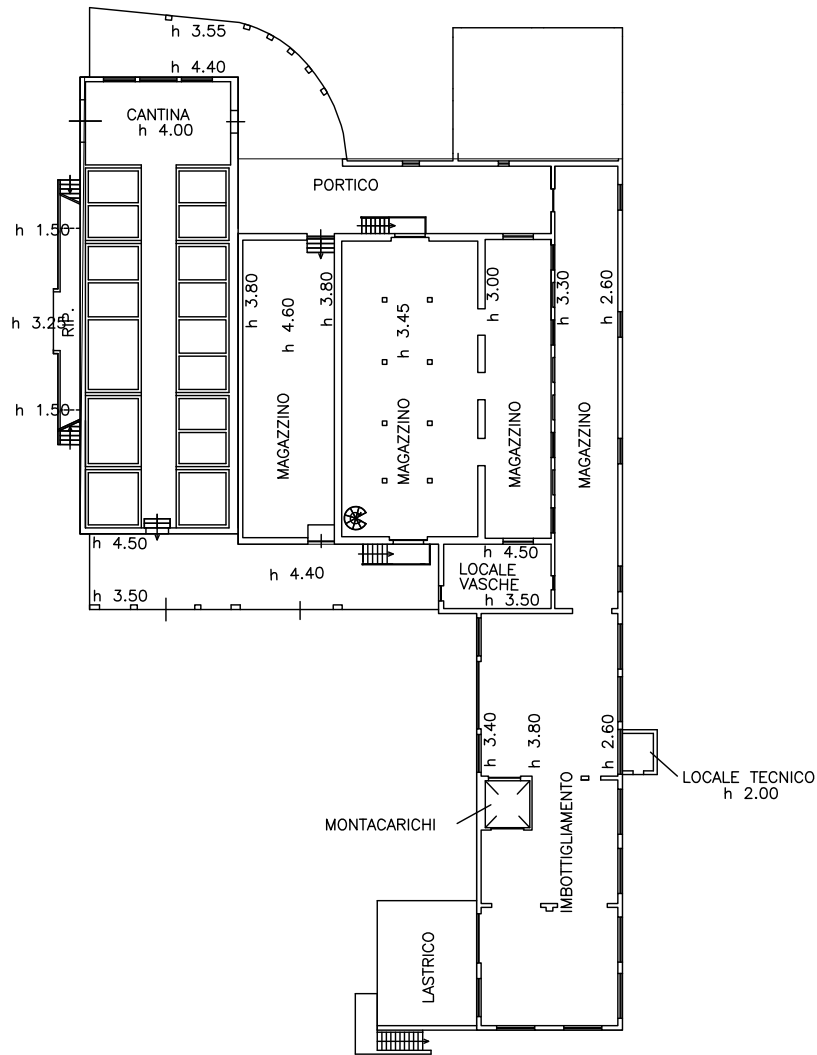 h 3.55
h 4.40
CANTINA
h 4.00
PORTICO
h 1.50
h 3.25
RIP.
h 1.50
h 3.80
h 4.60
h 3.80
h 3.45
h 3.00
h 3.30
h 2.60
MAGAZZINO
MAGAZZINO
MAGAZZINO
MAGAZZINO
h 4.50
h 4.50
h 4.40
LOCALE
VASCHE
h 3.50
h 3.50
h 3.40
h 3.80
h 2.60
LOCALE TECNICO
h 2.00
MONTACARICHI
IMBOTTIGLIAMENTO
LASTRICO